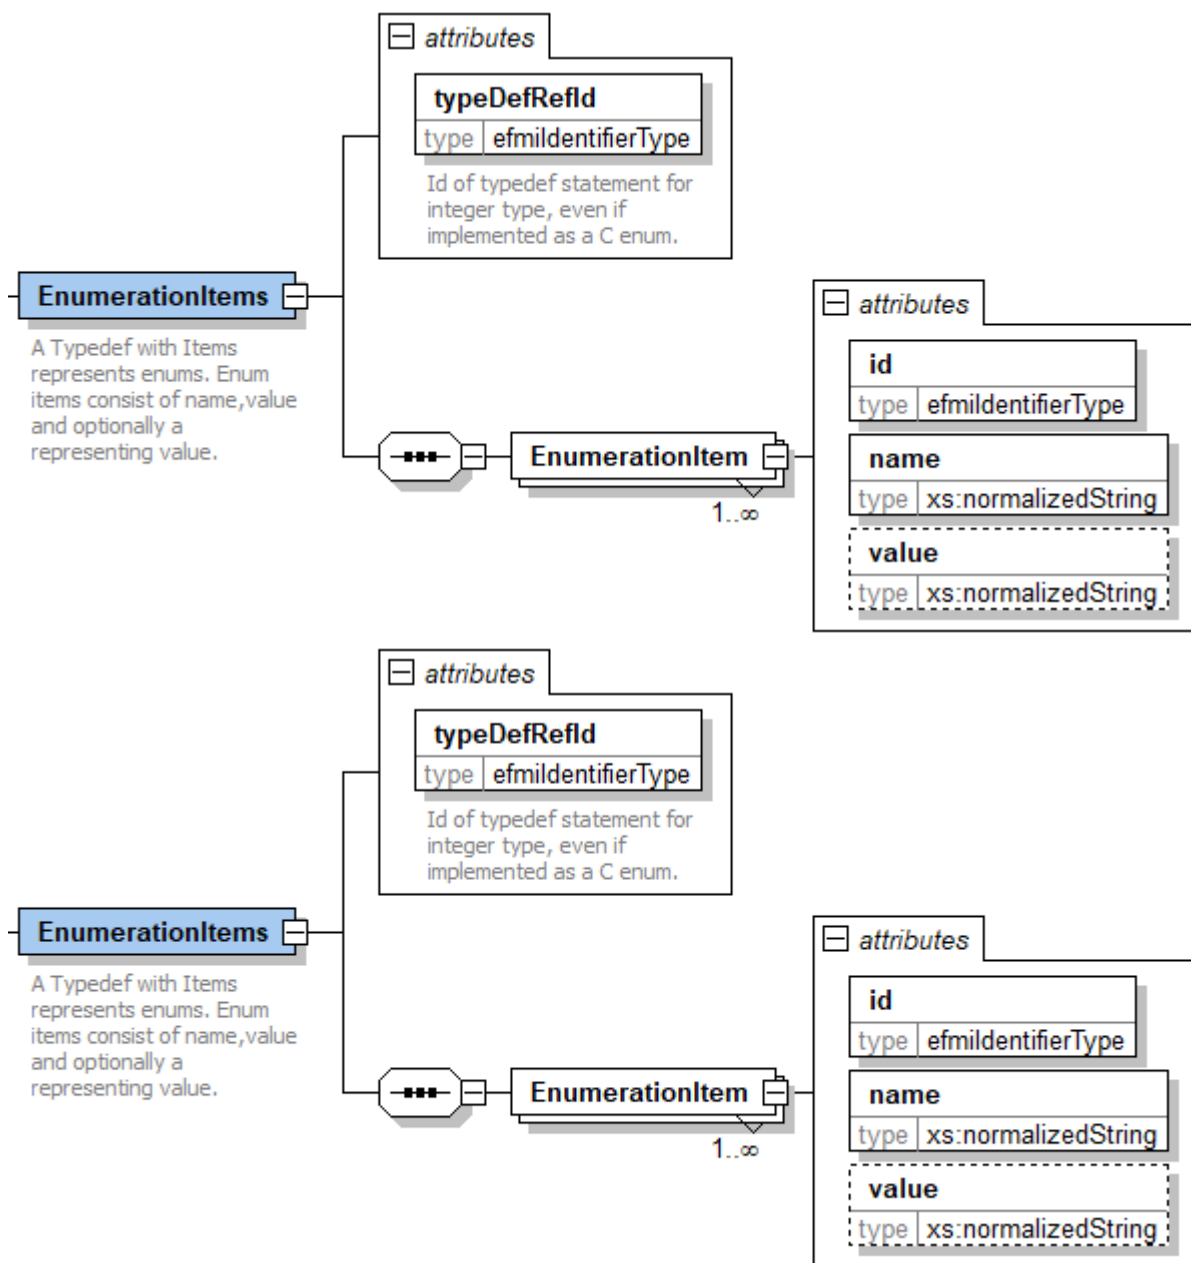 attributes
typeDefRefId
type efmiIdentifierType
Id of typedef statement for
integer type, even if
implemented as a C enum.
EnumerationItems
A Typedef with Items
represents enums. Enum
items consist of name,value
and optionally a
representing value.
EnumerationItem
1..∞
attributes
id
type efmiIdentifierType
name
type xs:normalizedString
value
type xs:normalizedString
attributes
typeDefRefId
type efmiIdentifierType
Id of typedef statement for
integer type, even if
implemented as a C enum.
EnumerationItems
A Typedef with Items
represents enums. Enum
items consist of name,value
and optionally a
representing value.
EnumerationItem
1..∞
attributes
id
type efmiIdentifierType
name
type xs:normalizedString
value
type xs:normalizedString